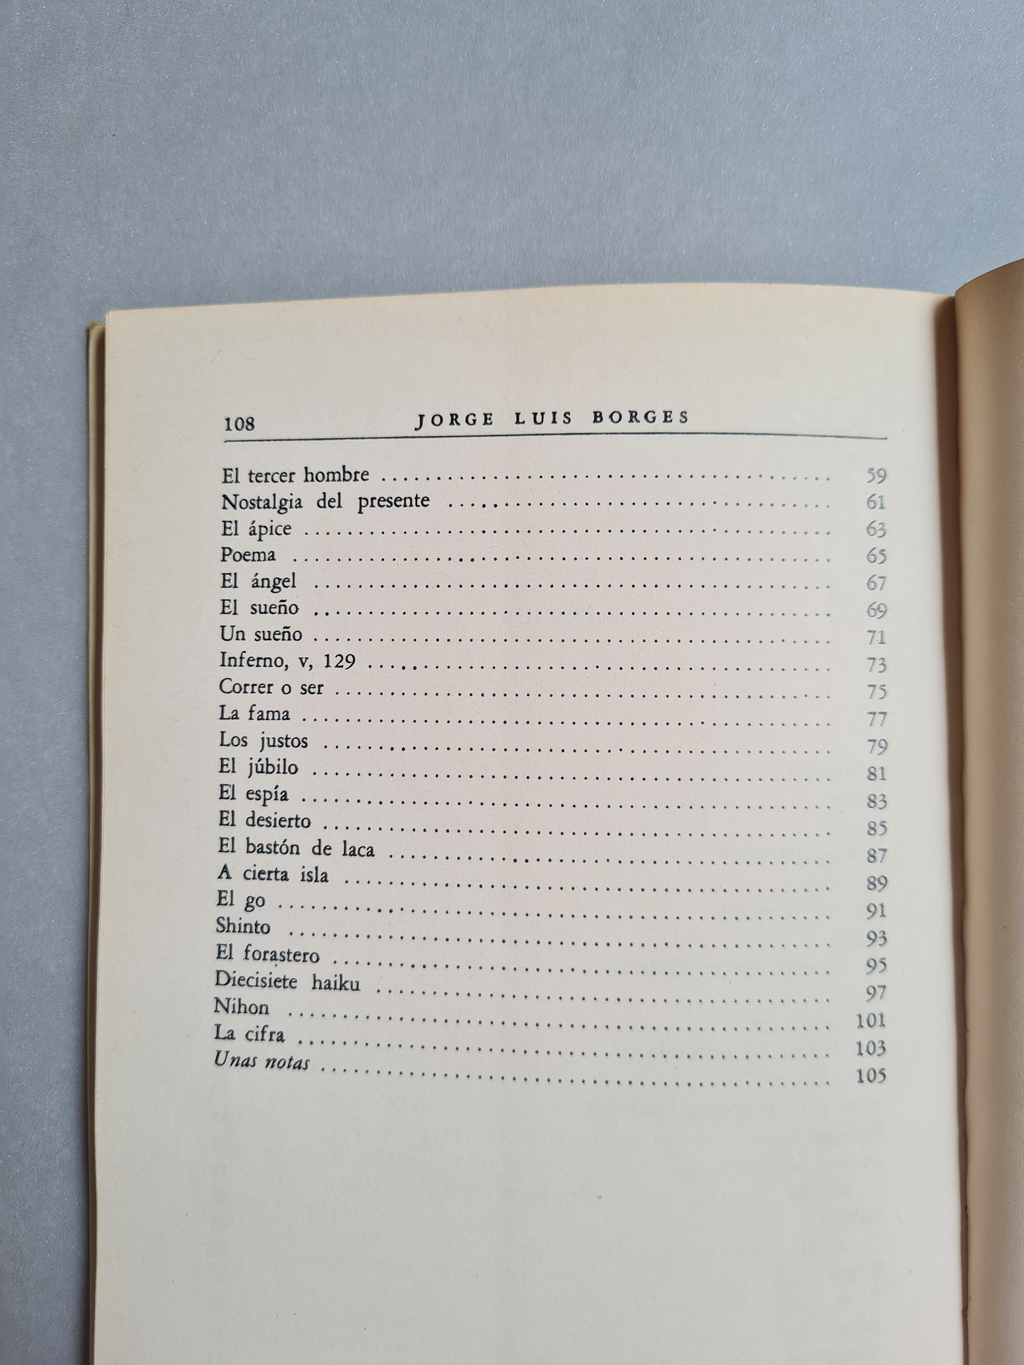 108 JORGE LUIS BORGES
El tercer hombre .......................................... 59
Nostalgia del presente .......................................... 61
El ápice .......................................... 63
Poema .......................................... 65
El ángel .......................................... 67
El sueño .......................................... 69
Un sueño .......................................... 71
Inferno, v, 129 .......................................... 73
Correr o ser .......................................... 75
La fama .......................................... 77
Los justos .......................................... 79
El júbilo .......................................... 81
El espía .......................................... 83
El desierto .......................................... 85
El bastón de laca .......................................... 87
A cierta isla .......................................... 89
El go .......................................... 91
Shinto .......................................... 93
El forastero .......................................... 95
Diecisiete haiku .......................................... 97
Nihon .......................................... 101
La cifra .......................................... 103
Unas notas .......................................... 105